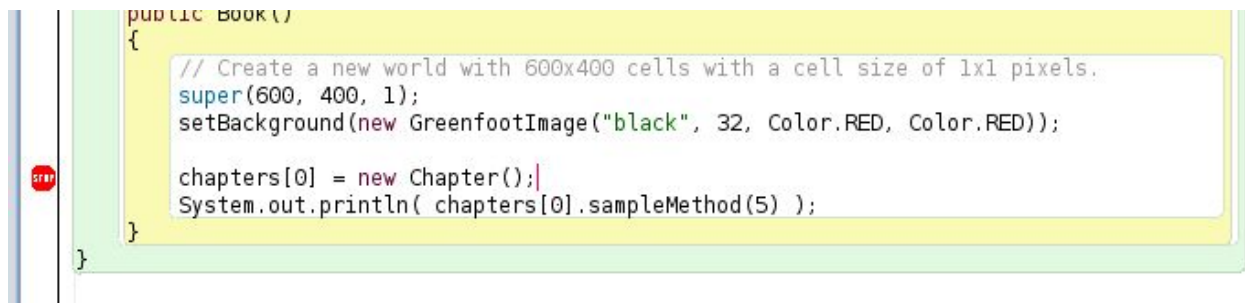 public Book()
{
// Create a new world with 600x400 cells with a cell size of 1x1 pixels.
super(600, 400, 1);
setBackground(new GreenfootImage("black", 32, Color.RED, Color.RED));
STOP
chapters[0] = new Chapter();
System.out.println( chapters[0].sampleMethod(5) );
}
}